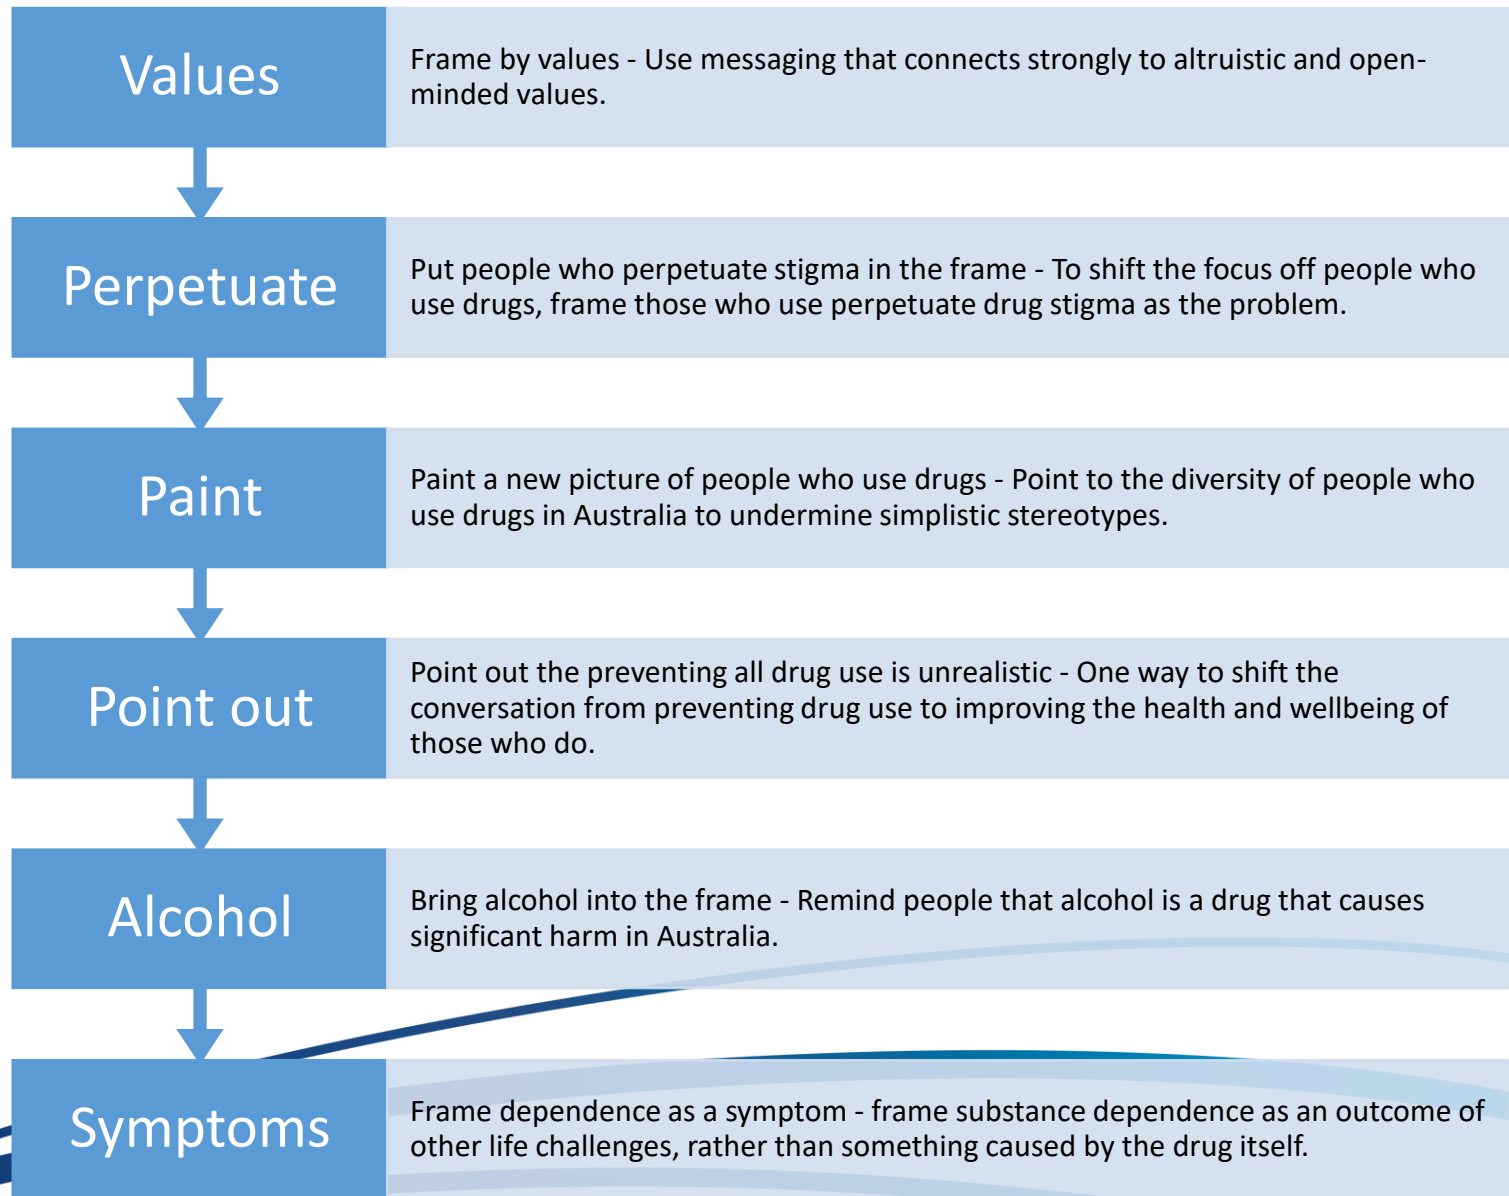 Values
Frame by values - Use messaging that connects strongly to altruistic and open-
minded values.
Perpetuate
Put people who perpetuate stigma in the frame - To shift the focus off people who
use drugs, frame those who use perpetuate drug stigma as the problem.
Paint
Paint a new picture of people who use drugs - Point to the diversity of people who
use drugs in Australia to undermine simplistic stereotypes.
Point out
Point out the preventing all drug use is unrealistic - One way to shift the
conversation from preventing drug use to improving the health and wellbeing of
those who do.
Alcohol
Bring alcohol into the frame - Remind people that alcohol is a drug that causes
significant harm in Australia.
Symptoms
Frame dependence as a symptom - frame substance dependence as an outcome of
other life challenges, rather than something caused by the drug itself.